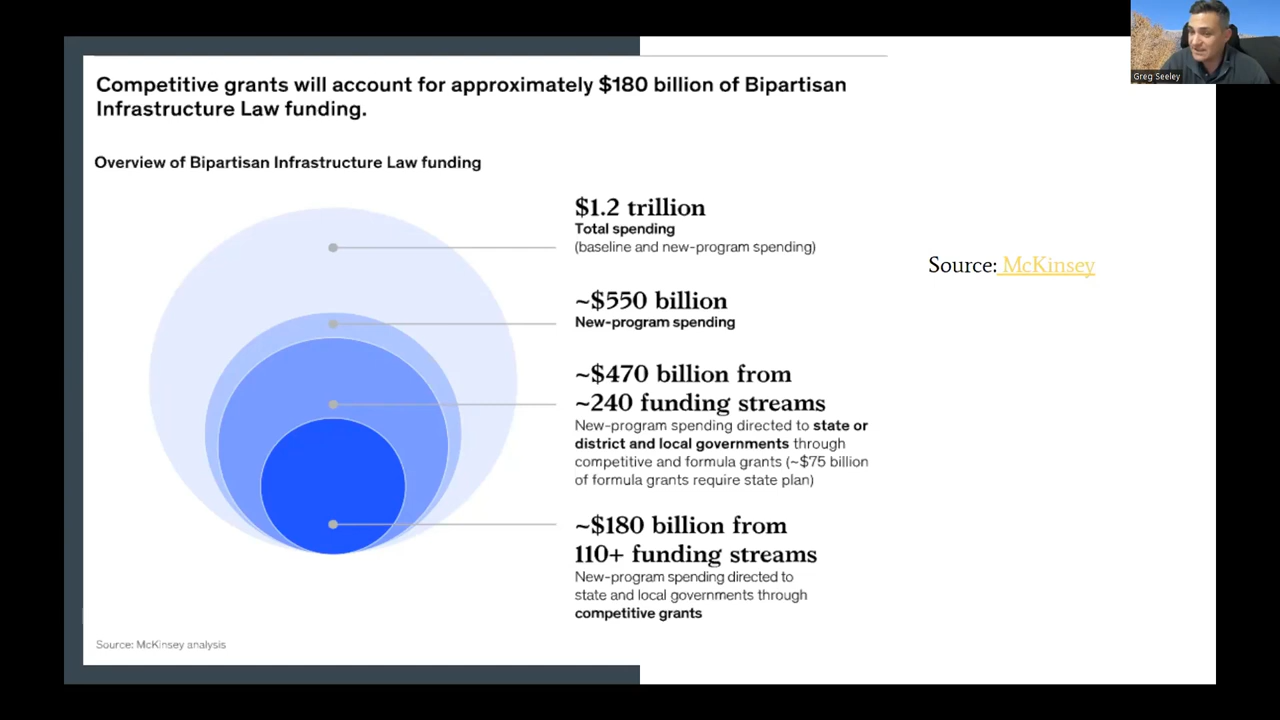 Competitive grants will account for approximately $180 billion of Bipartisan
Infrastructure Law funding.
Overview of Bipartisan Infrastructure Law funding
$1.2 trillion
Total spending
(baseline and new-program spending)
~$550 billion
New-program spending
~$470 billion from
~240 funding streams
New-program spending directed to state or
district and local governments through
competitive and formula grants (~$75 billion
of formula grants require state plan)
~$180 billion from
110+ funding streams
New-program spending directed to
state and local governments through
competitive grants
Source: McKinsey analysis
Source: McKinsey
Greg Seeley